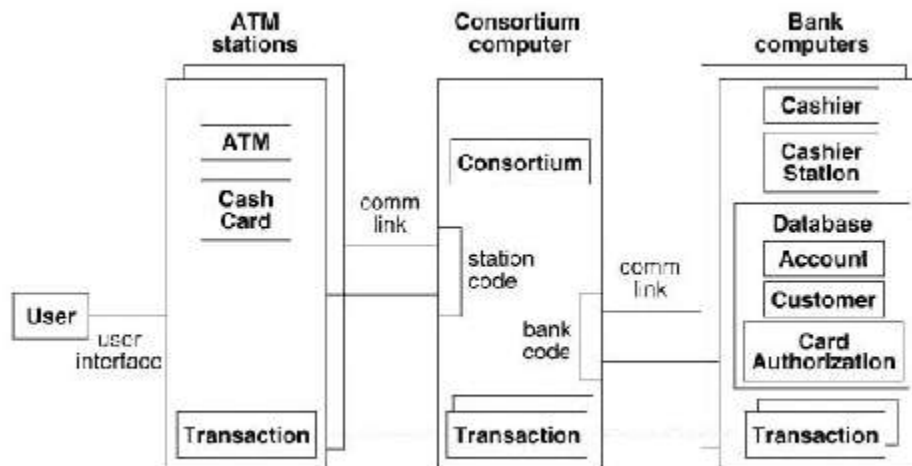 ATM
stations
Consortium
computer
Bank
computers
ATM
Cash
Card
Transaction
User
user
interface
comm
link
Consortium
station
code
bank
code
Transaction
comm
link
Cashier
Cashier
Station
Database
Account
Customer
Card
Authorization
Transaction